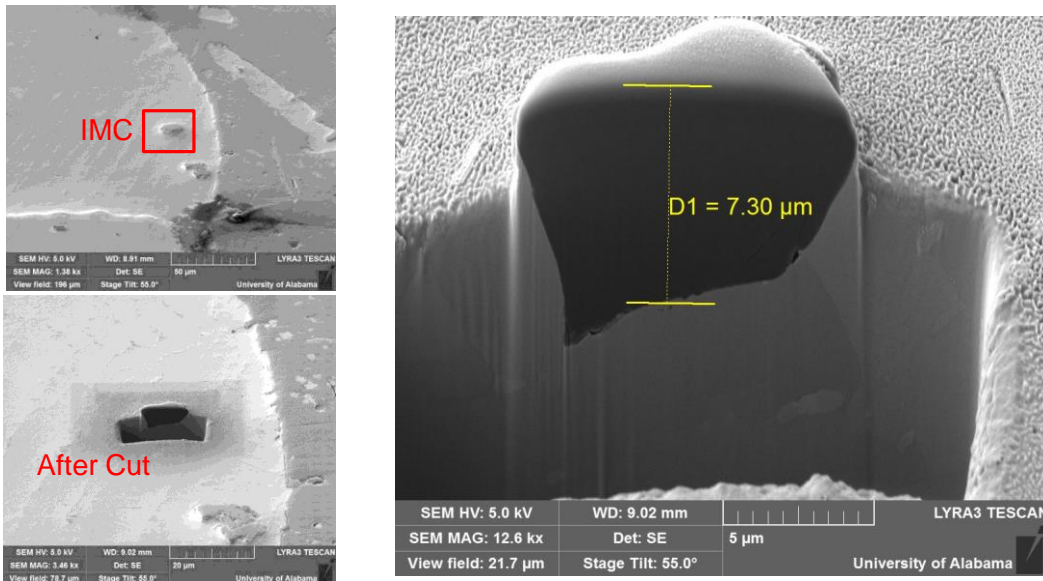 IMC
SEM HV: 5.0 kV WD: 8.91 mm LYRA3 TESCAN
SEM MAG: 1.38 kx Det: SE 50 µm
View field: 196 µm Stage Tilt: 55.0° University of Alabama
After Cut
SEM HV: 5.0 kV WD: 9.02 mm LYRA3 TESCAN
SEM MAG: 3.46 kx Det: SE 20 µm
View field: 78.7 µm Stage Tilt: 55.0° University of Alabama
D1 = 7.30 µm
SEM HV: 5.0 kV WD: 9.02 mm LYRA3 TESCAN
SEM MAG: 12.6 kx Det: SE 5 µm
View field: 21.7 µm Stage Tilt: 55.0° University of Alabama